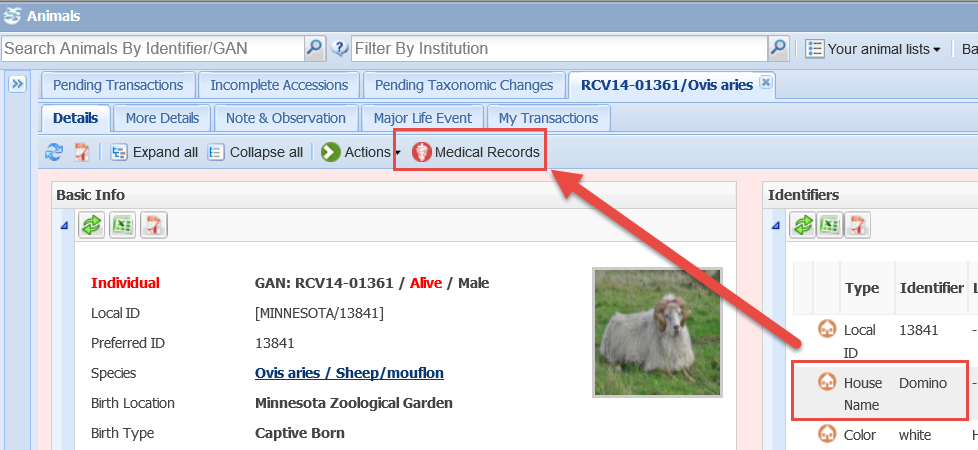 Animals
Search Animals By Identifier/GAN Filter By Institution Your animal lists Ba
Pending Transactions Incomplete Accessions Pending Taxonomic Changes RCV14-01361/Ovis aries
Details More Details Note & Observation Major Life Event My Transactions
Expand all Collapse all Actions Medical Records
Basic Info
Individual GAN: RCV14-01361 / Alive / Male
Local ID [MINNESOTA/13841]
Preferred ID 13841
Species Ovis aries / Sheep/mouflon
Birth Location Minnesota Zoological Garden
Birth Type Captive Born
Identifiers
Type Identifier L
Local ID 13841 -
House Name Domino -
Color white H